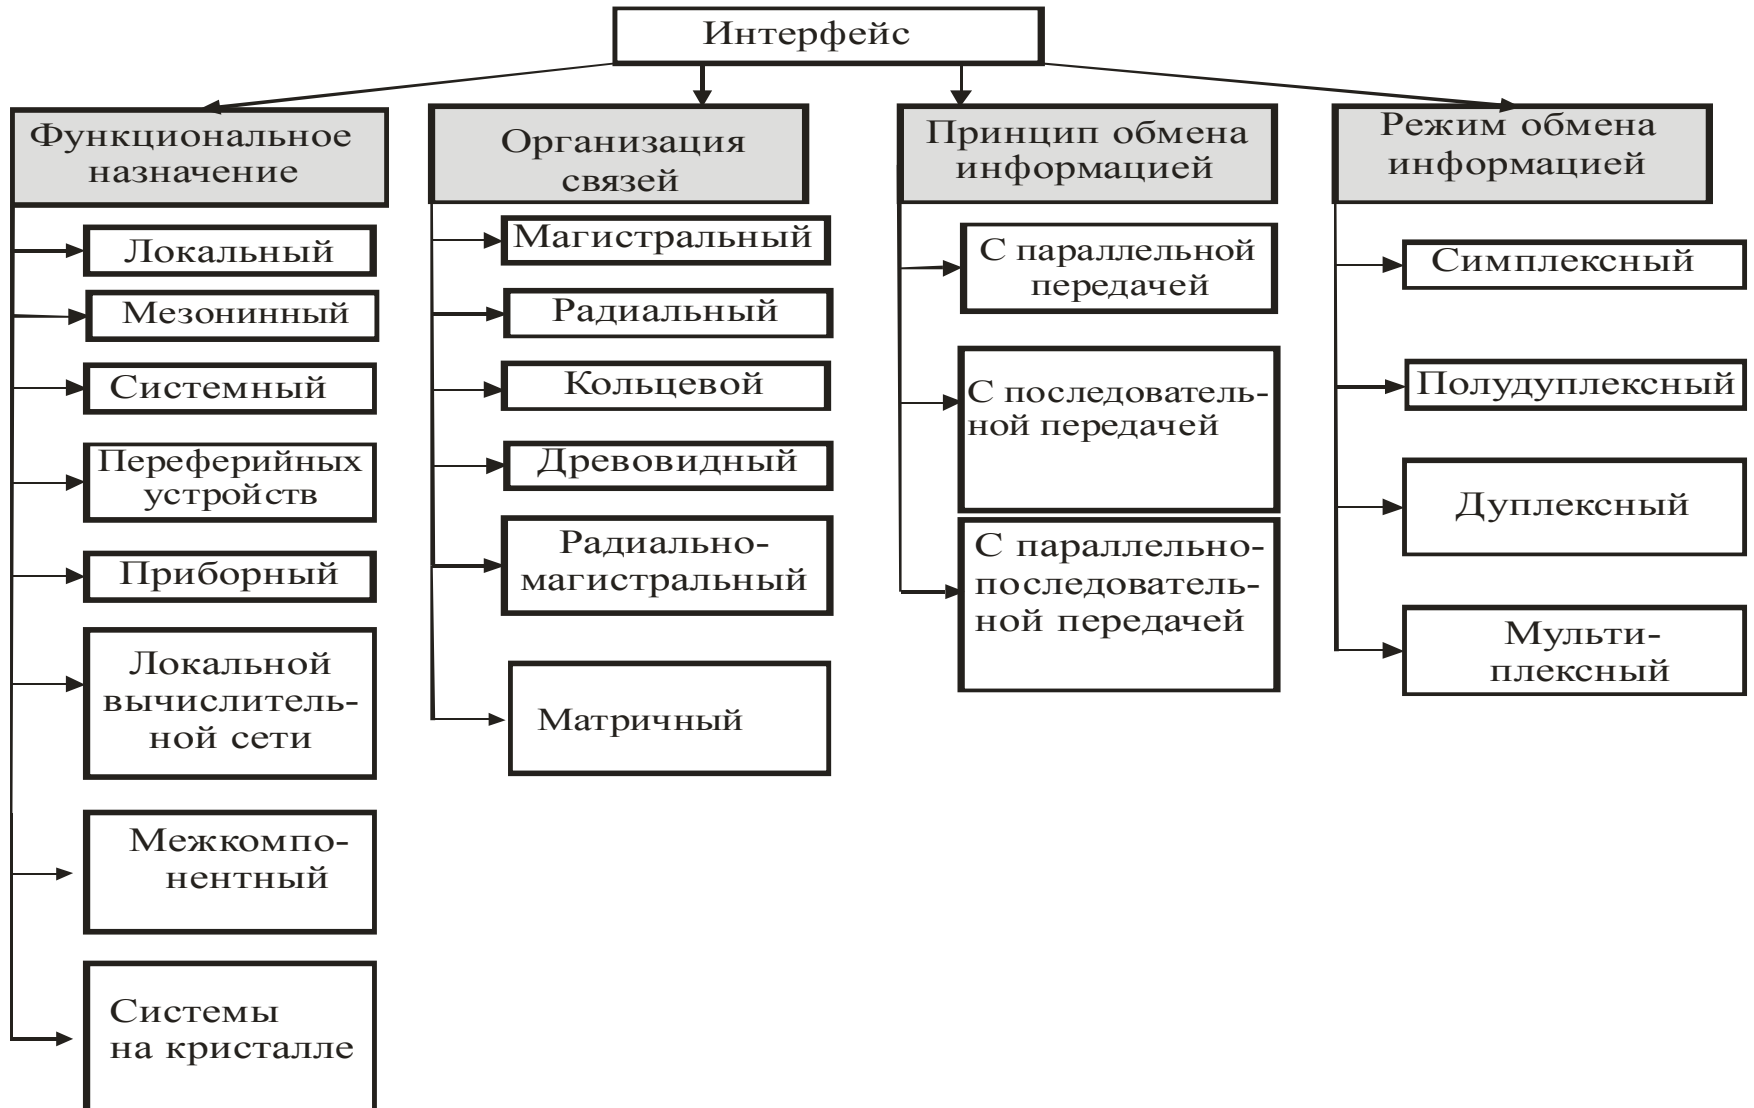 Интерфейс
Функциональное
назначение
Локальный
Мезонинный
Системный
Переферийных
устройств
Приборный
Локальной
вычислитель-
ной сети
Межкомпо-
нентный
Системы
на кристалле
Организация
связей
Магистральный
Радиальный
Кольцевой
Древовидный
Радиально-
магистральный
Матричный
Принцип обмена
информацией
С параллельной
передачей
С последователь-
ной передачей
С параллельно-
последователь-
ной передачей
Режим обмена
информацией
Симплексный
Полудуплексный
Дуплексный
Мульти-
плексный